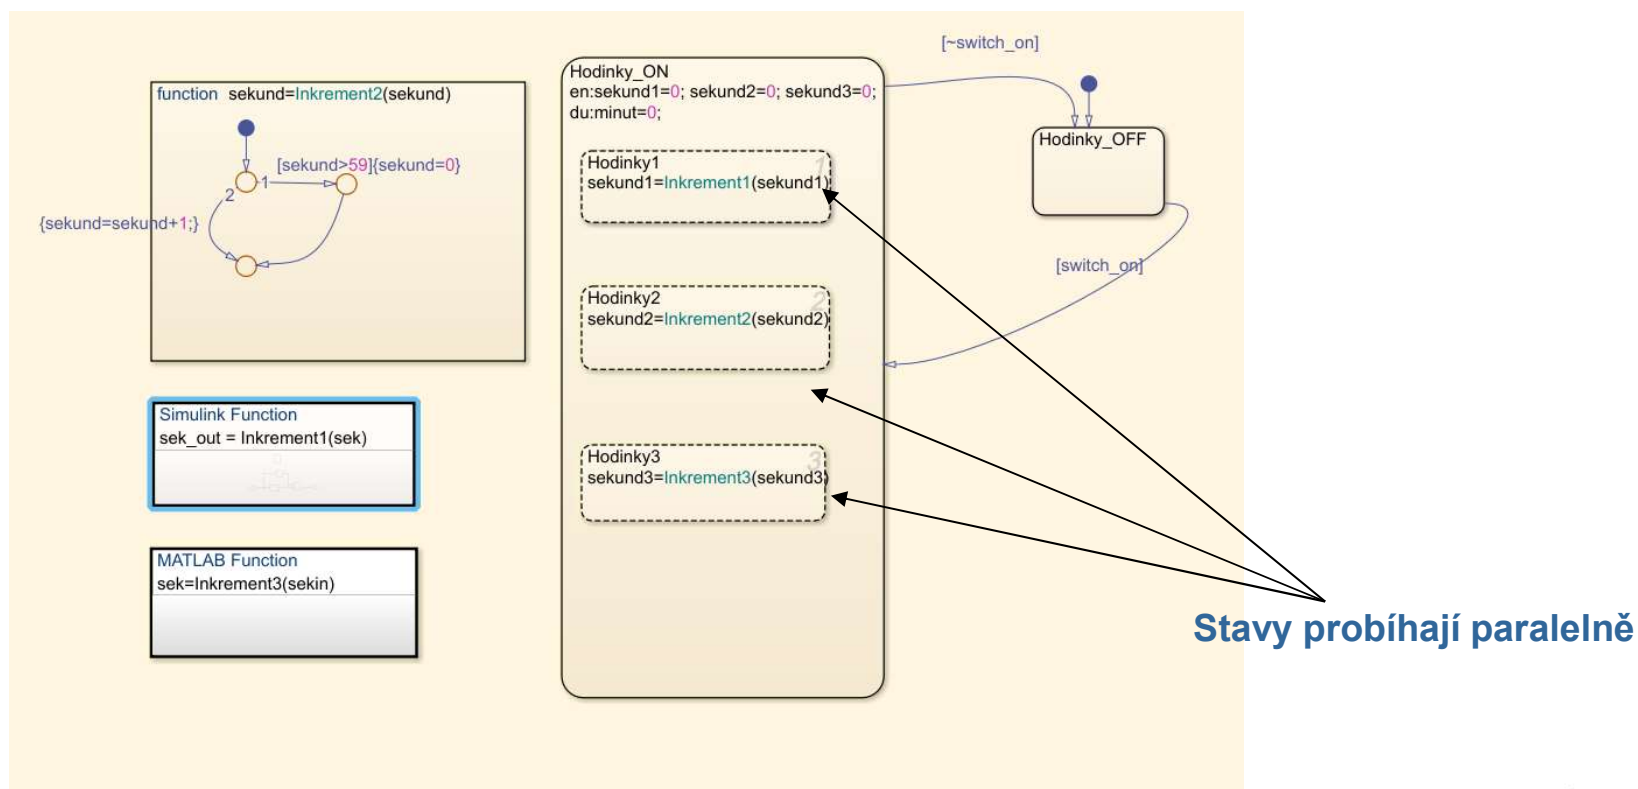 [~switch_on]
function sekund=Inkrement2(sekund)
[sekund>59]{sekund=0}
1
2
{sekund=sekund+1;}
Simulink Function
sek_out = Inkrement1(sek)
MATLAB Function
sek=Inkrement3(sekin)
Hodinky_ON
en:sekund1=0; sekund2=0; sekund3=0;
du:minut=0;
Hodinky1
1
sekund1=Inkrement1(sekund1)
Hodinky2
2
sekund2=Inkrement2(sekund2)
Hodinky3
3
sekund3=Inkrement3(sekund3)
Hodinky_OFF
[switch_on]
Stavy probíhají paralelně